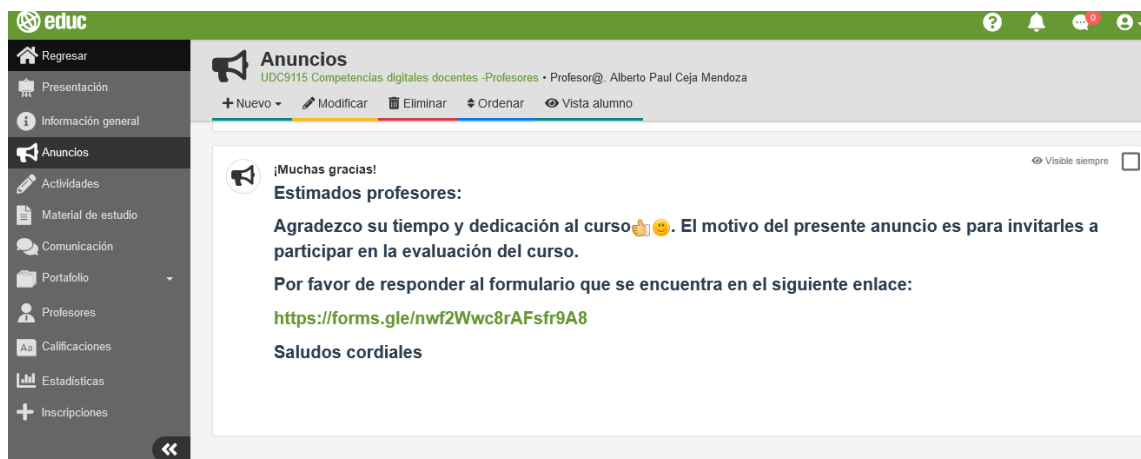 educ
0
Regresar
Presentación
Información general
Anuncios
Actividades
Material de estudio
Comunicación
Portafolio
Profesores
Aa Calificaciones
Estadísticas
Inscripciones
Anuncios
UDC9115 Competencias digitales docentes -Profesores • Profesor@. Alberto Paul Ceja Mendoza
Nuevo
Modificar
Eliminar
Ordenar
Vista alumno
¡Muchas gracias!
Visible siempre
Estimados profesores:
Agradezco su tiempo y dedicación al curso👍🙂. El motivo del presente anuncio es para invitarles a
participar en la evaluación del curso.
Por favor de responder al formulario que se encuentra en el siguiente enlace:
https://forms.gle/nwf2Wwc8rAFsfr9A8
Saludos cordiales